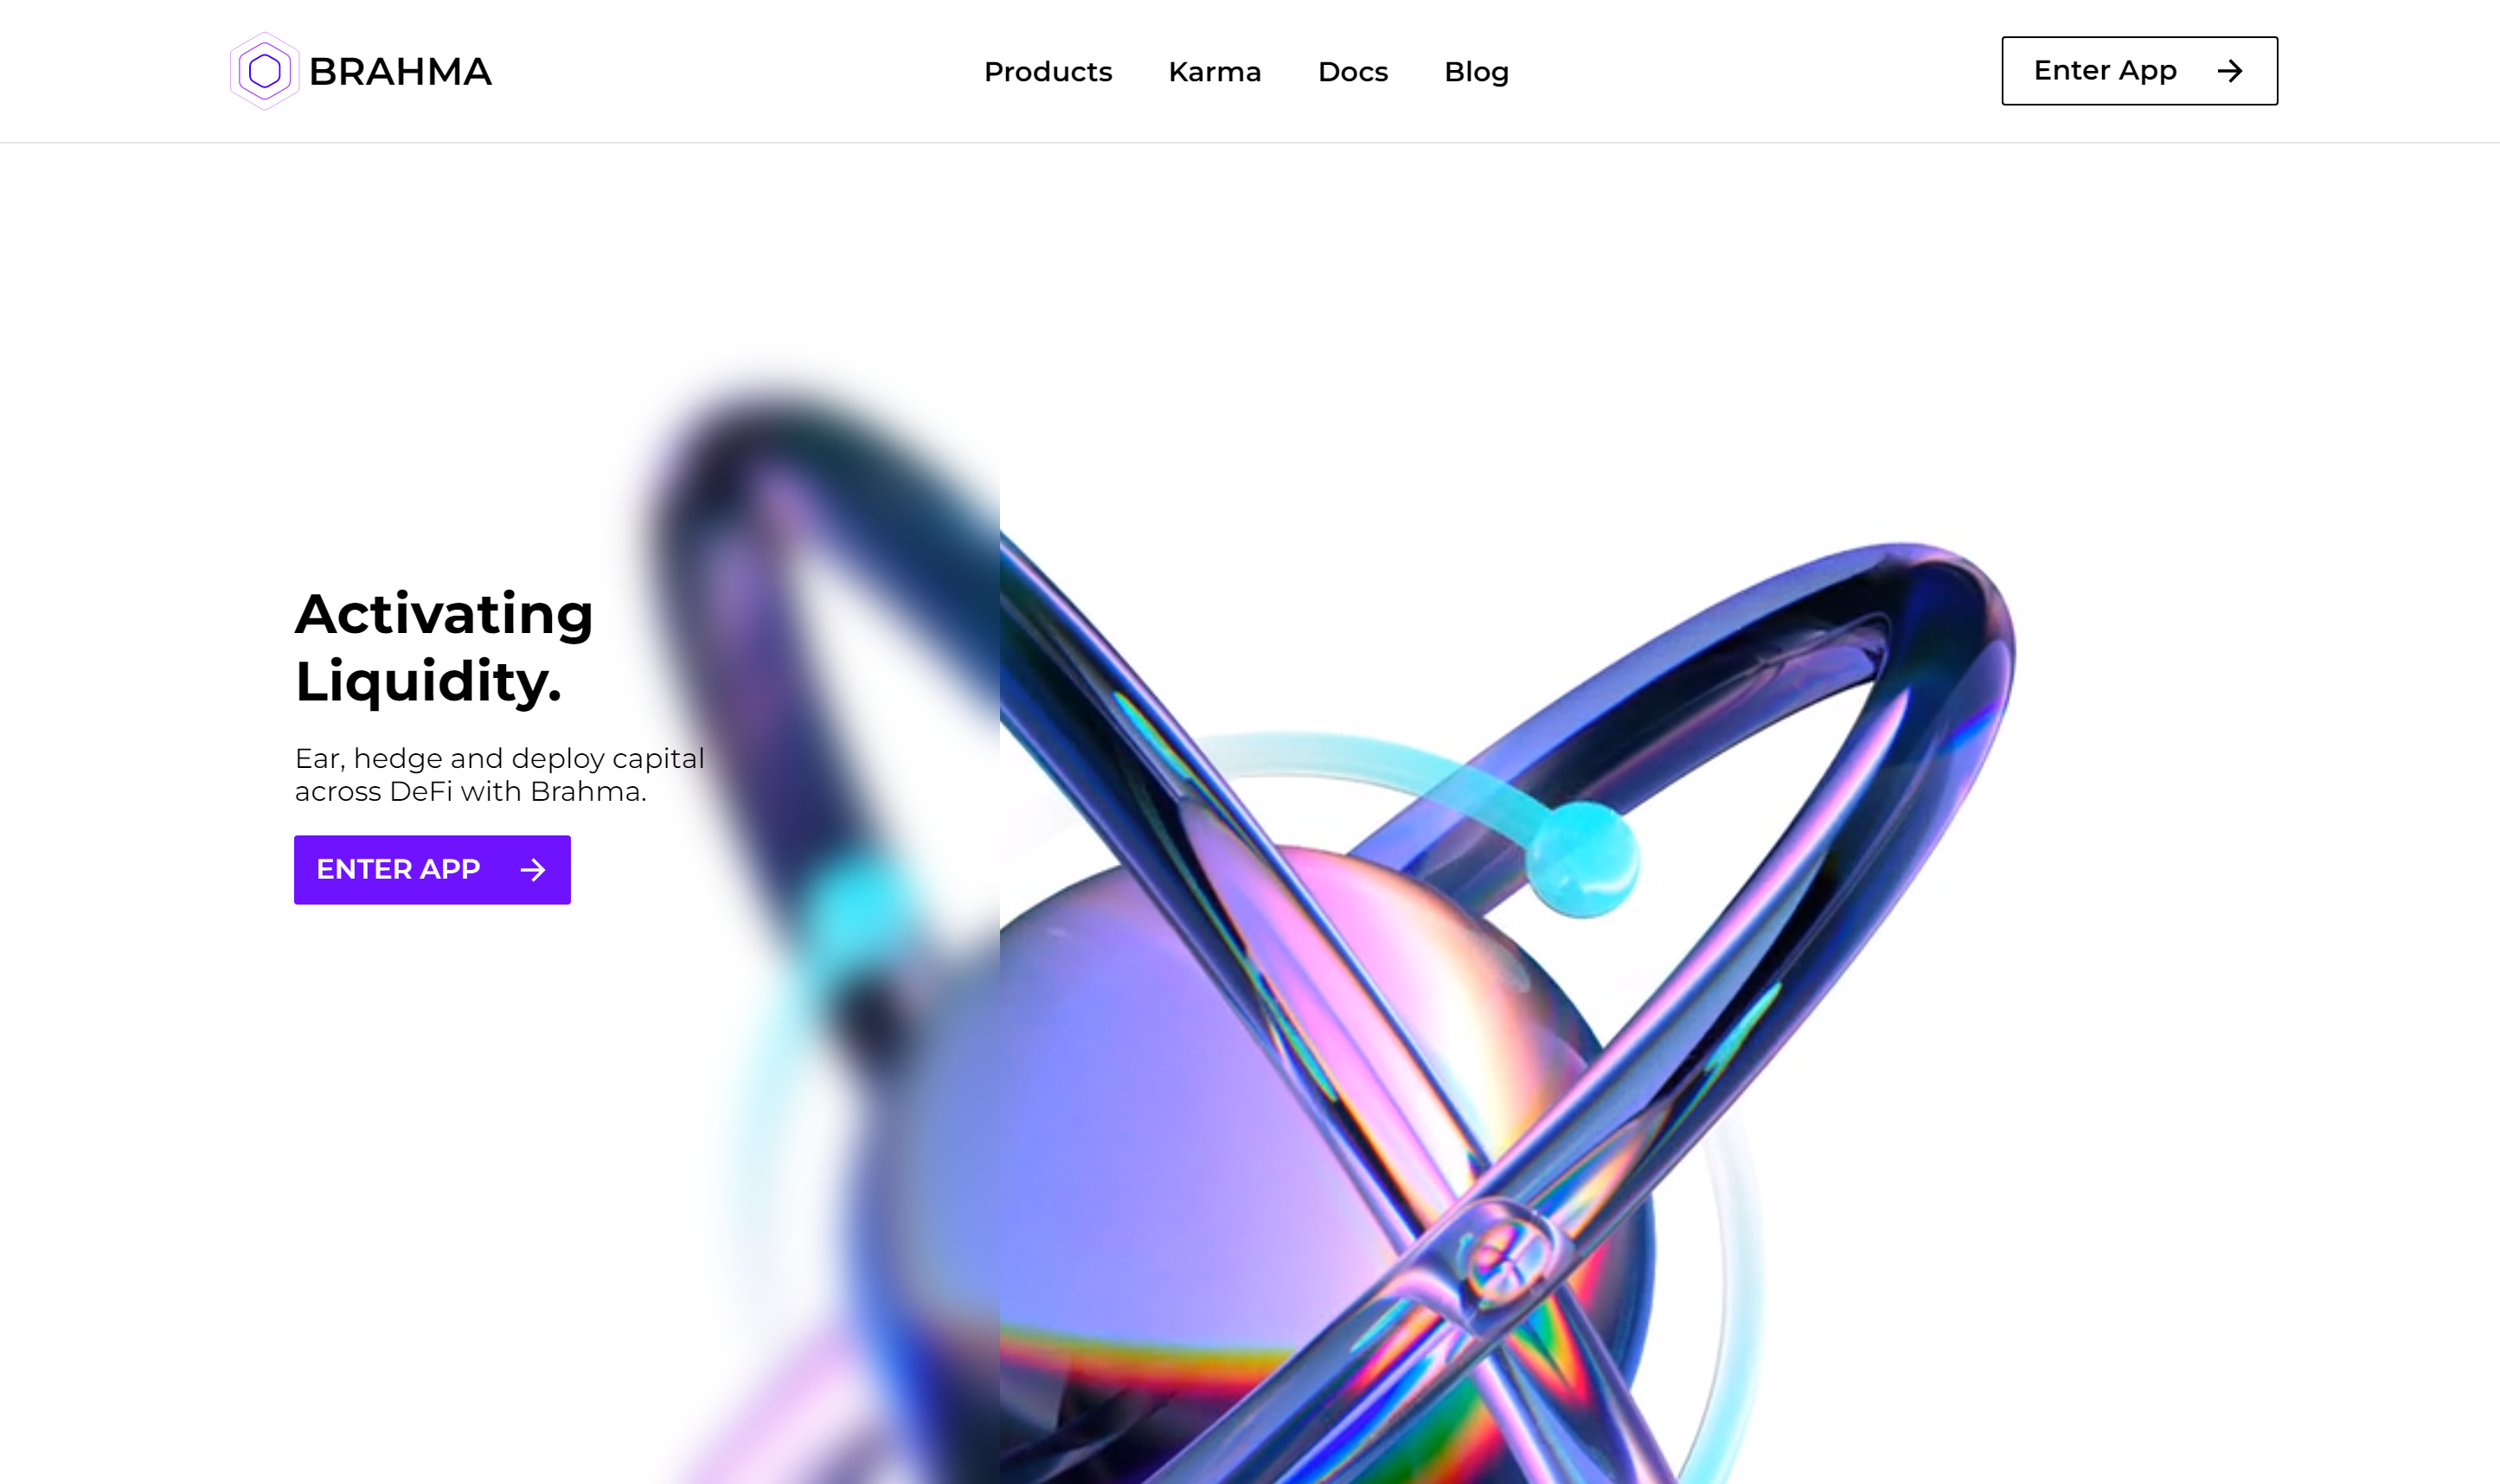 BRAHMA
Products Karma Docs Blog
Enter App
Activating
Liquidity.
Ear, hedge and deploy capital
across DeFi with Brahma.
ENTER APP